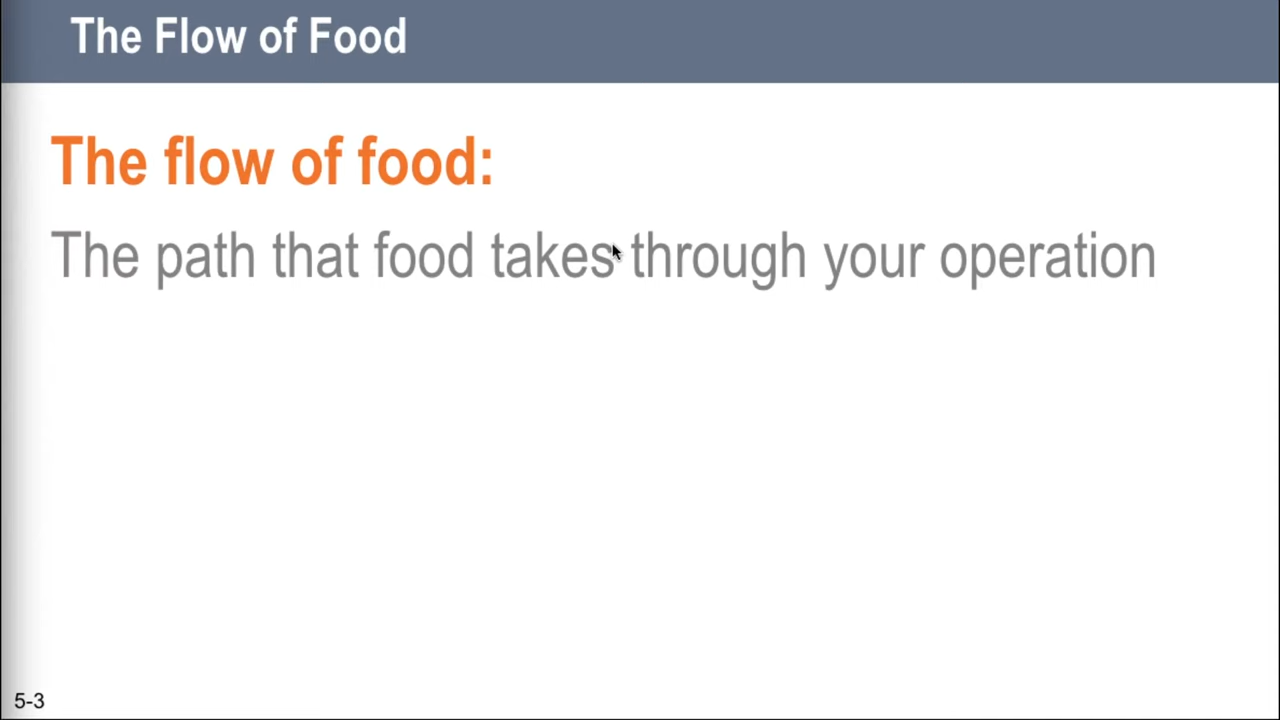 The Flow of Food
The flow of food:
The path that food takes through your operation
5-3